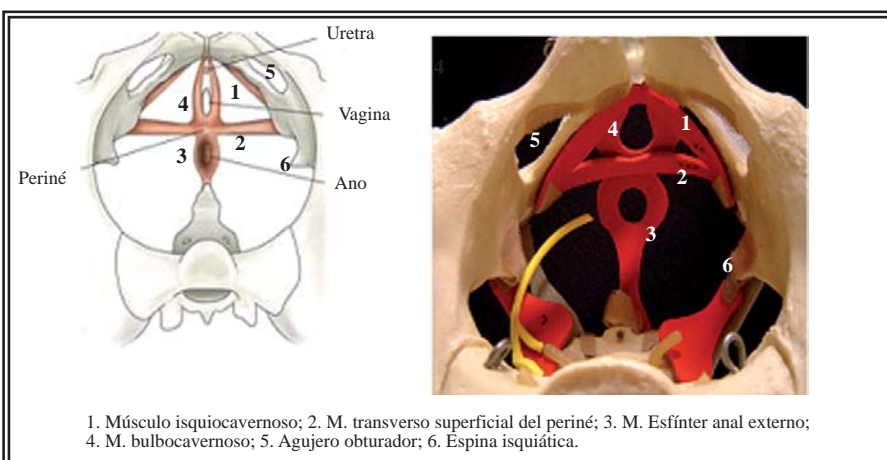 Uretra
5
1
4
Vagina
3
2
6
Periné
Ano
4
5
4
1
2
3
6
1. Músculo isquiocavernoso; 2. M. transverso superficial del periné; 3. M. Esfínter anal externo;
4. M. bulbocavernoso; 5. Agujero obturador; 6. Espina isquiática.